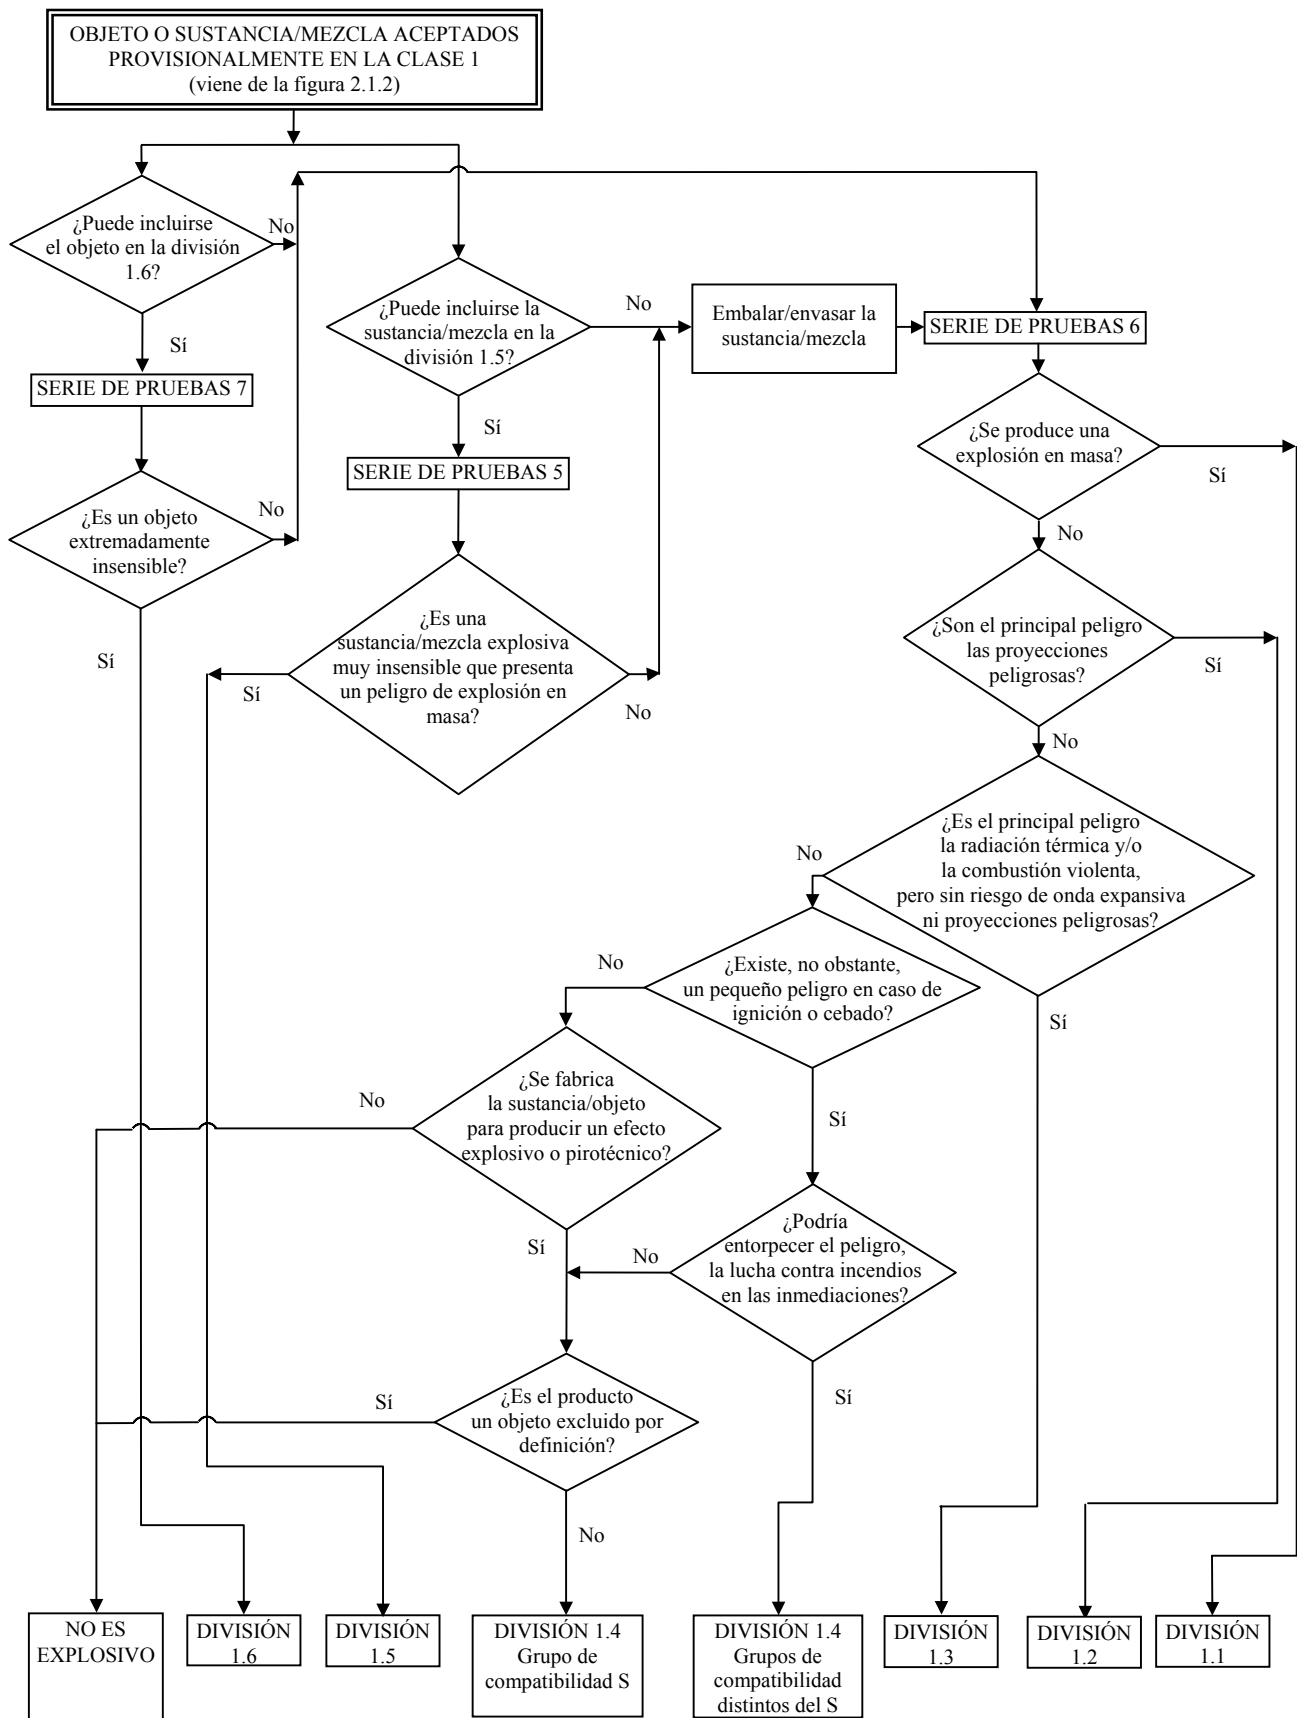 OBJETO O SUSTANCIA/MEZCLA ACEPTADOS
PROVISIONALMENTE EN LA CLASE 1
(viene de la figura 2.1.2)
¿Puede incluirse
el objeto en la división
1.6?
No
Sí
SERIE DE PRUEBAS 7
¿Es un objeto
extremadamente
insensible?
No
Sí
¿Puede incluirse la
sustancia/mezcla en la
división 1.5?
No
Sí
SERIE DE PRUEBAS 5
¿Es una
sustancia/mezcla explosiva
muy insensible que presenta
un peligro de explosión en
masa?
Sí
No
Embalar/envasar la
sustancia/mezcla
SERIE DE PRUEBAS 6
¿Se produce una
explosión en masa?
Sí
No
¿Son el principal peligro
las proyecciones
peligrosas?
Sí
No
¿Es el principal peligro
la radiación térmica y/o
la combustión violenta,
pero sin riesgo de onda expansiva
ni proyecciones peligrosas?
No
Sí
¿Existe, no obstante,
un pequeño peligro en caso de
ignición o cebado?
No
Sí
¿Se fabrica
la sustancia/objeto
para producir un efecto
explosivo o pirotécnico?
No
Sí
¿Podría
entorpecer el peligro,
la lucha contra incendios
en las inmediaciones?
No
Sí
¿Es el producto
un objeto excluido por
definición?
Sí
No
NO ES
EXPLOSIVO
DIVISIÓN
1.6
DIVISIÓN
1.5
DIVISIÓN 1.4
Grupo de
compatibilidad S
DIVISIÓN 1.4
Grupos de
compatibilidad
distintos del S
DIVISIÓN
1.3
DIVISIÓN
1.2
DIVISIÓN
1.1